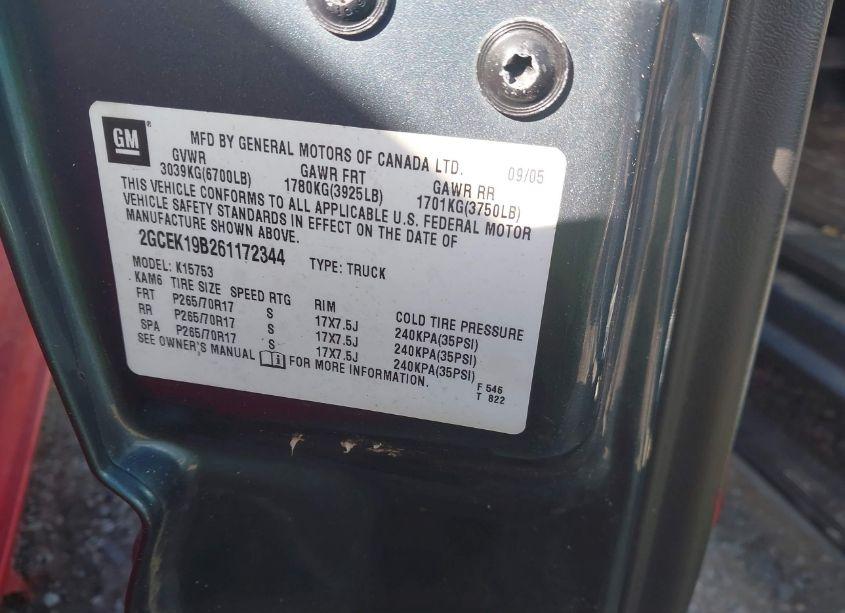 GM ®
MFD BY GENERAL MOTORS OF CANADA LTD. 09/05
GVWR GAWR FRT GAWR RR
3039KG(6700LB) 1780KG(3925LB) 1701KG(3750LB)
THIS VEHICLE CONFORMS TO ALL APPLICABLE U.S. FEDERAL MOTOR
VEHICLE SAFETY STANDARDS IN EFFECT ON THE DATE OF
MANUFACTURE SHOWN ABOVE.
2GCEK19B261172344 TYPE: TRUCK
MODEL: K15753
KAM6 TIRE SIZE SPEED RTG RIM COLD TIRE PRESSURE
FRT P265/70R17 S 17X7.5J 240KPA(35PSI)
RR P265/70R17 S 17X7.5J 240KPA(35PSI)
SPA P265/70R17 S 17X7.5J 240KPA(35PSI)
SEE OWNER'S MANUAL FOR MORE INFORMATION.
F 546
T 822